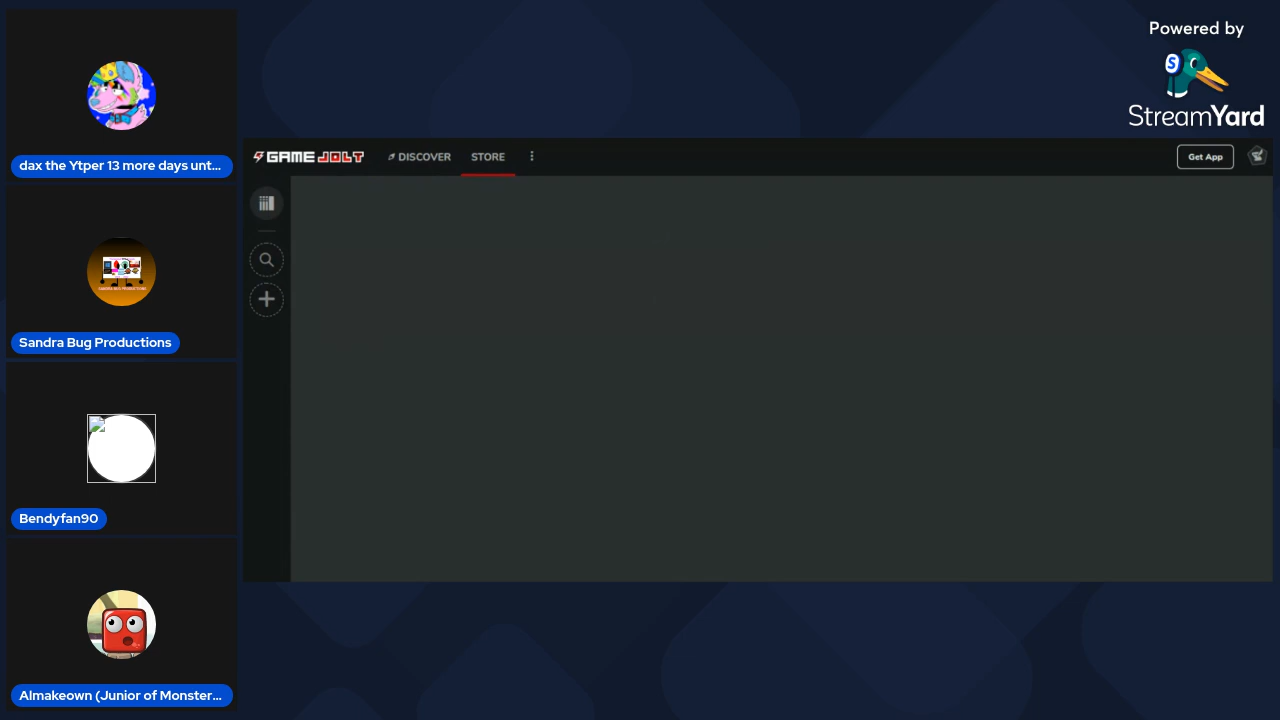 Powered by
StreamYard
GAME JOLT
DISCOVER
STORE
Get App
dax the Ytper 13 more days unt...
Sandra Bug Productions
Bendyfan90
Almakeown (Junior of Monster...